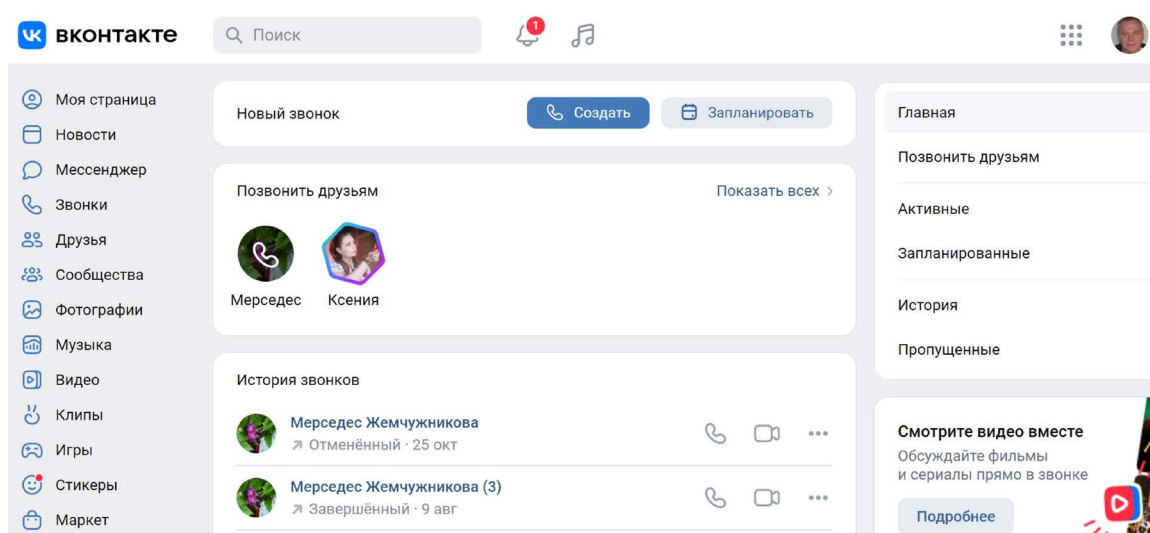 вконтакте
Поиск
1
Моя страница
Новости
Мессенджер
Звонки
Друзья
Сообщества
Фотографии
Музыка
Видео
Клипы
Игры
Стикеры
Маркет
Новый звонок
Создать
Запланировать
Позвонить друзьям
Показать всех
Мерседес Ксения
История звонков
Мерседес Жемчужникова
Отменённый · 25 окт
Мерседес Жемчужникова (3)
Завершённый · 9 авг
Главная
Позвонить друзьям
Активные
Запланированные
История
Пропущенные
Смотрите видео вместе
Обсуждайте фильмы
и сериалы прямо в звонке
Подробнее